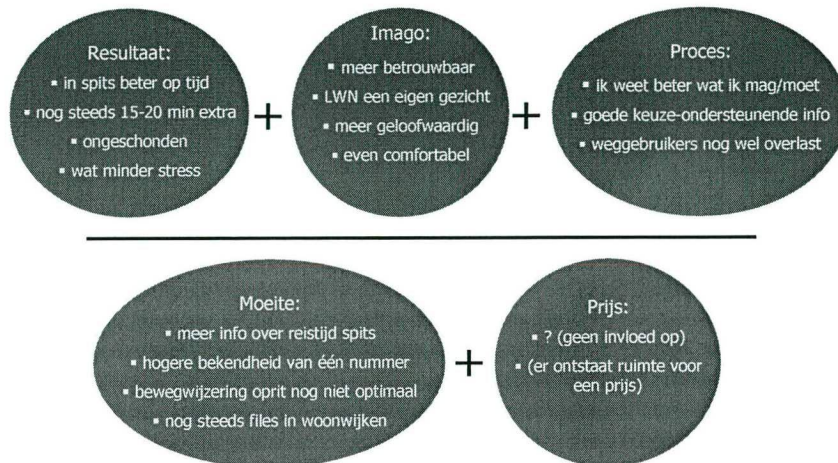 Resultaat:
▪ in spits beter op tijd
▪ nog steeds 15-20 min extra
▪ ongeschonden
▪ wat minder stress
+
Imago:
▪ meer betrouwbaar
▪ LWN een eigen gezicht
▪ meer geloofwaardig
▪ even comfortabel
+
Proces:
▪ ik weet beter wat ik mag/moet
▪ goede keuze-ondersteunende info
▪ weggebruikers nog wel overlast
Moeite:
▪ meer info over reistijd spits
▪ hogere bekendheid van één nummer
▪ bewegwijzering oprit nog niet optimaal
▪ nog steeds files in woonwijken
+
Prijs:
▪ ? (geen invloed op)
▪ (er ontstaat ruimte voor
een prijs)